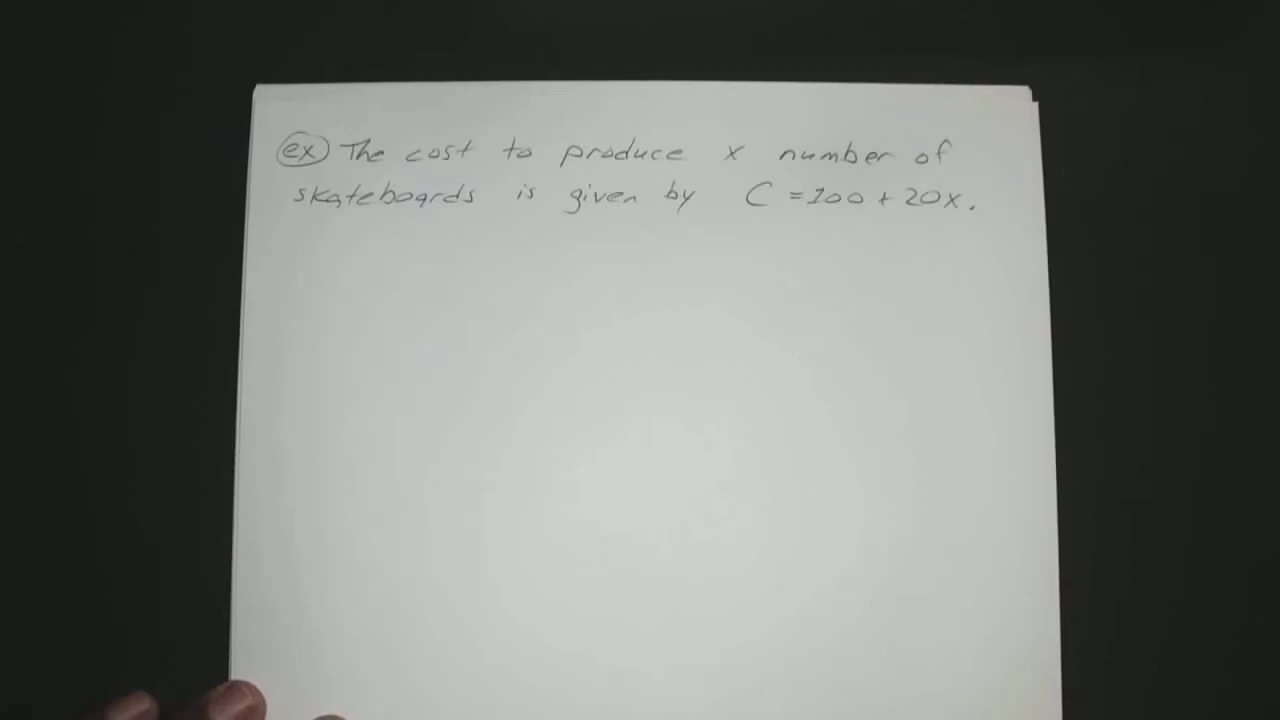 ex) The cost to produce x number of
skateboards is given by C = 100 + 20x.